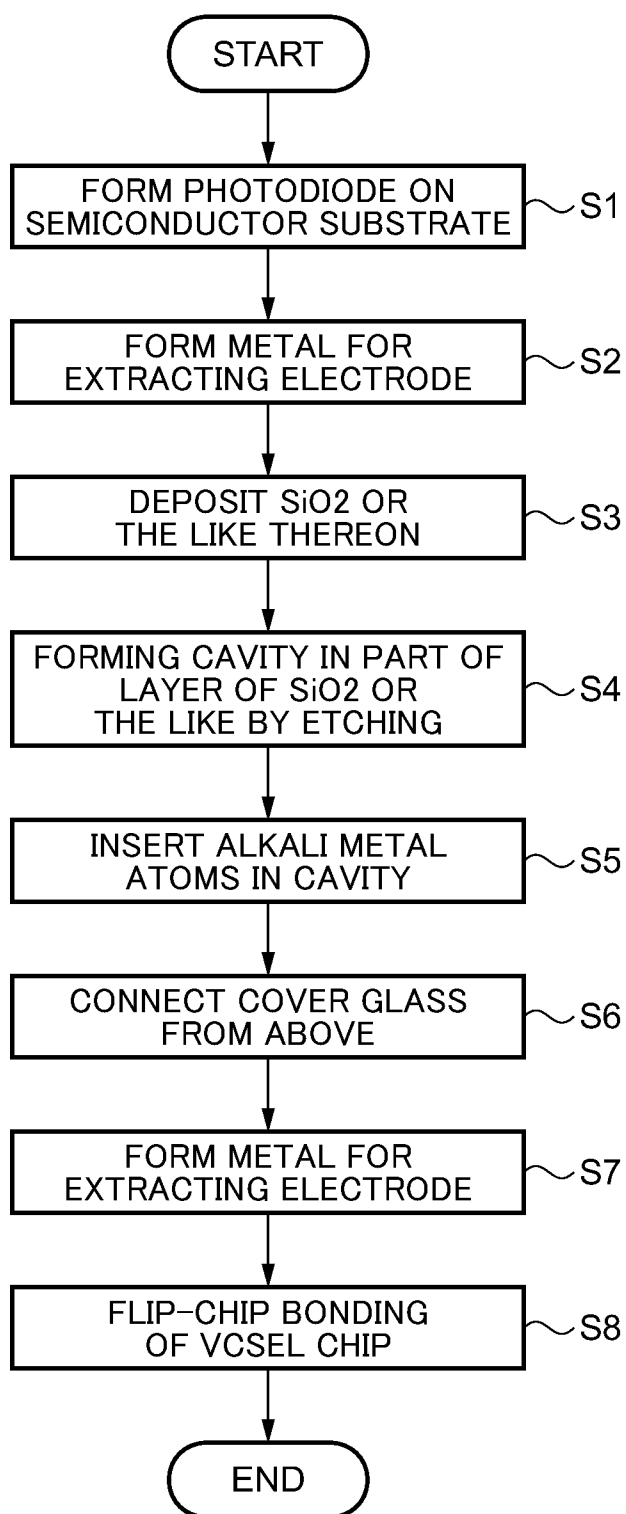 START
FORM PHOTODIODE ON
SEMICONDUCTOR SUBSTRATE
S1
FORM METAL FOR
EXTRACTING ELECTRODE
S2
DEPOSIT SiO2 OR
THE LIKE THEREON
S3
FORMING CAVITY IN PART OF
LAYER OF SiO2 OR
THE LIKE BY ETCHING
S4
INSERT ALKALI METAL
ATOMS IN CAVITY
S5
CONNECT COVER GLASS
FROM ABOVE
S6
FORM METAL FOR
EXTRACTING ELECTRODE
S7
FLIP-CHIP BONDING
OF VCSEL CHIP
S8
END